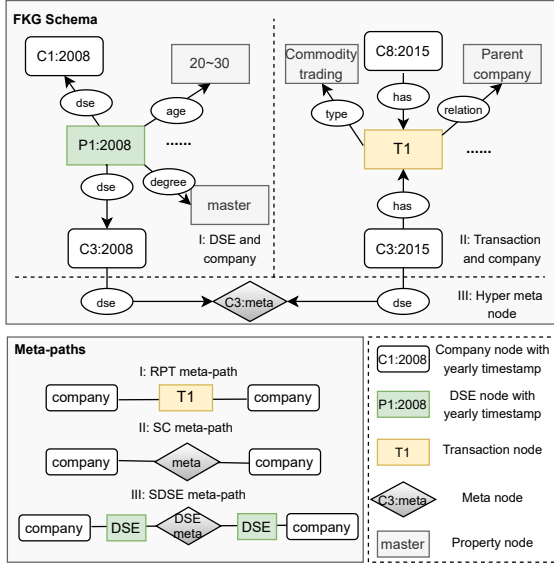 FKG Schema
C1:2008
dse
20~30
age
P1:2008
......
dse
degree
master
C3:2008
I: DSE and
company
Commodity
trading
C8:2015
Parent
company
has
type
relation
T1
......
has
C3:2015
II: Transaction
and company
dse
C3:meta
dse
III: Hyper meta
node
Meta-paths
I: RPT meta-path
company
T1
company
II: SC meta-path
company
meta
company
III: SDSE meta-path
company
DSE
DSE
meta
DSE
company
C1:2008
Company node with
yearly timestamp
P1:2008
DSE node with
yearly timestamp
T1
Transaction node
C3:meta
Meta node
master
Property node